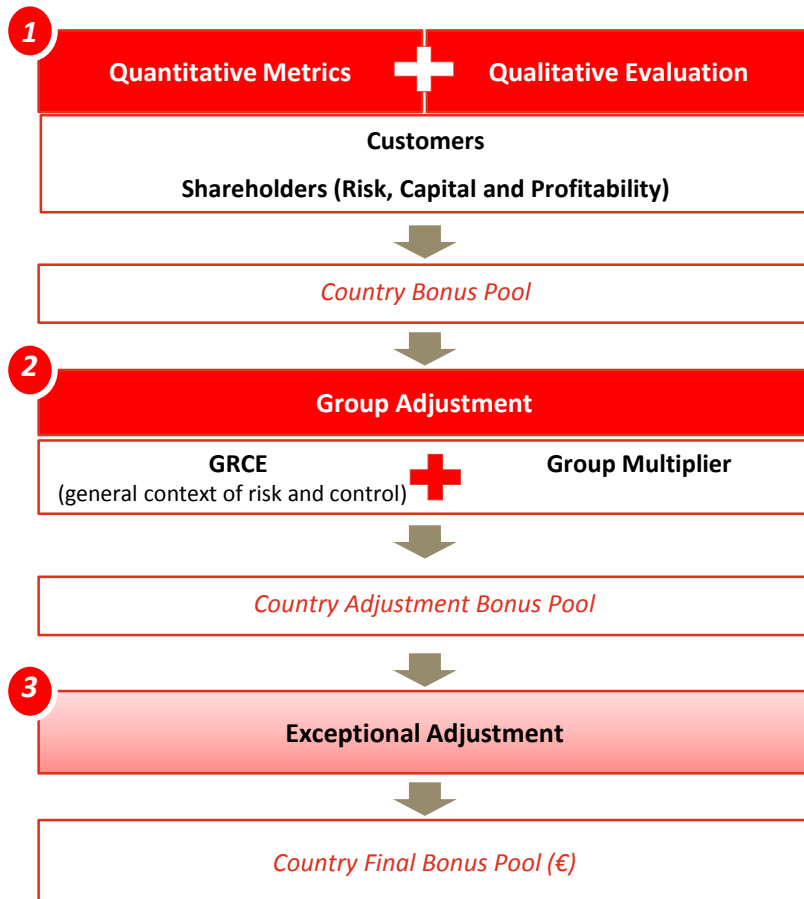 1
Quantitative Metrics
Qualitative Evaluation
Customers
Shareholders (Risk, Capital and Profitability)
Country Bonus Pool
2
Group Adjustment
GRCE
(general context of risk and control)
Group Multiplier
Country Adjustment Bonus Pool
3
Exceptional Adjustment
Country Final Bonus Pool (€)